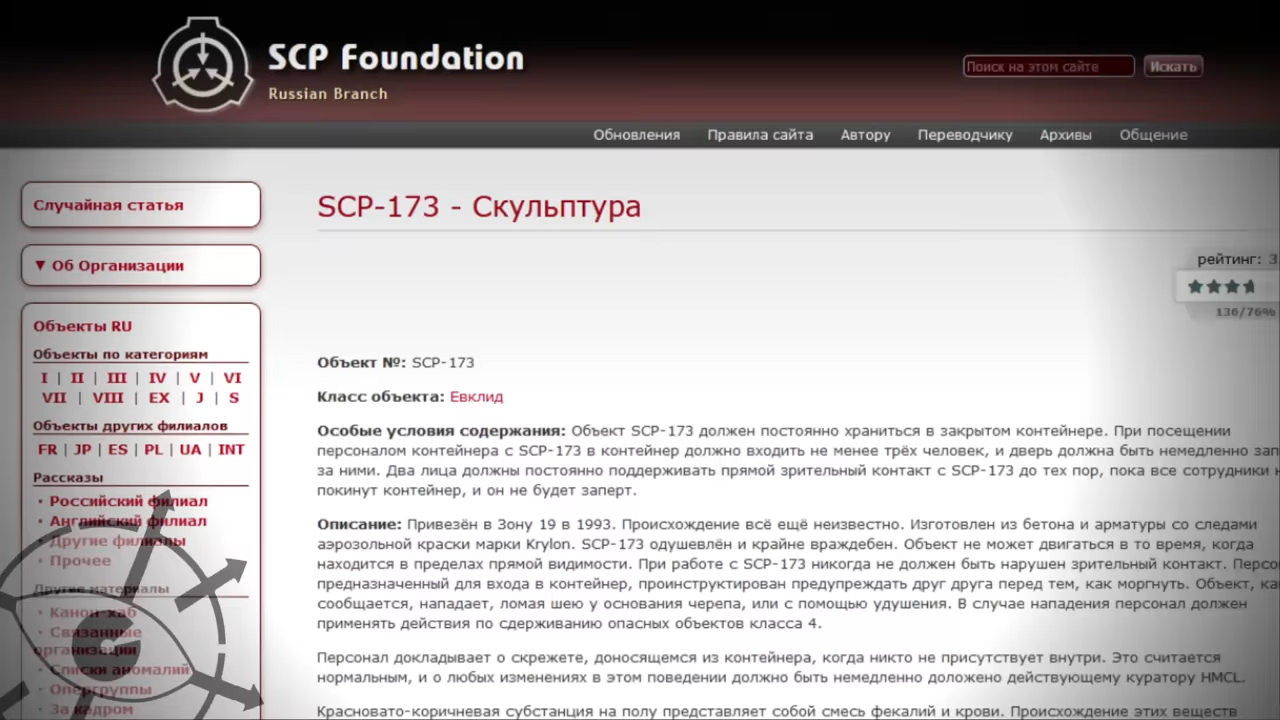 SCP Foundation
Russian Branch
Поиск на этом сайте
Искать
Обновления Правила сайта Автору Переводчику Архивы Общение
Случайная статья
▼ Об Организации
Объекты RU
Объекты по категориям
I | II | III | IV | V | VI
VII | VIII | EX | J | S
Объекты других филиалов
FR | JP | ES | PL | UA | INT
Рассказы
Российский филиал
Английский филиал
Другие филиалы
Прочее
Другие материалы
Канон-хаб
Связанные
организации
Списки аномалий
Опергруппы
За кадром
SCP-173 - Скульптура
рейтинг: 3
136/76%
Объект №: SCP-173
Класс объекта: Евклид
Особые условия содержания: Объект SCP-173 должен постоянно храниться в закрытом контейнере. При посещении
персоналом контейнера с SCP-173 в контейнер должно входить не менее трёх человек, и дверь должна быть немедленно зап
за ними. Два лица должны постоянно поддерживать прямой зрительный контакт с SCP-173 до тех пор, пока все сотрудники н
покинут контейнер, и он не будет заперт.
Описание: Привезён в Зону 19 в 1993. Происхождение всё ещё неизвестно. Изготовлен из бетона и арматуры со следами
аэрозольной краски марки Krylon. SCP-173 одушевлён и крайне враждебен. Объект не может двигаться в то время, когда
находится в пределах прямой видимости. При работе с SCP-173 никогда не должен быть нарушен зрительный контакт. Персо
предназначенный для входа в контейнер, проинструктирован предупреждать друг друга перед тем, как моргнуть. Объект, ка
сообщается, нападает, ломая шею у основания черепа, или с помощью удушения. В случае нападения персонал должен
применять действия по сдерживанию опасных объектов класса 4.
Персонал докладывает о скрежете, доносящемся из контейнера, когда никто не присутствует внутри. Это считается
нормальным, и о любых изменениях в этом поведении должно быть немедленно доложено действующему куратору HMCL.
Красновато-коричневая субстанция на полу представляет собой смесь фекалий и крови. Происхождение этих веществ